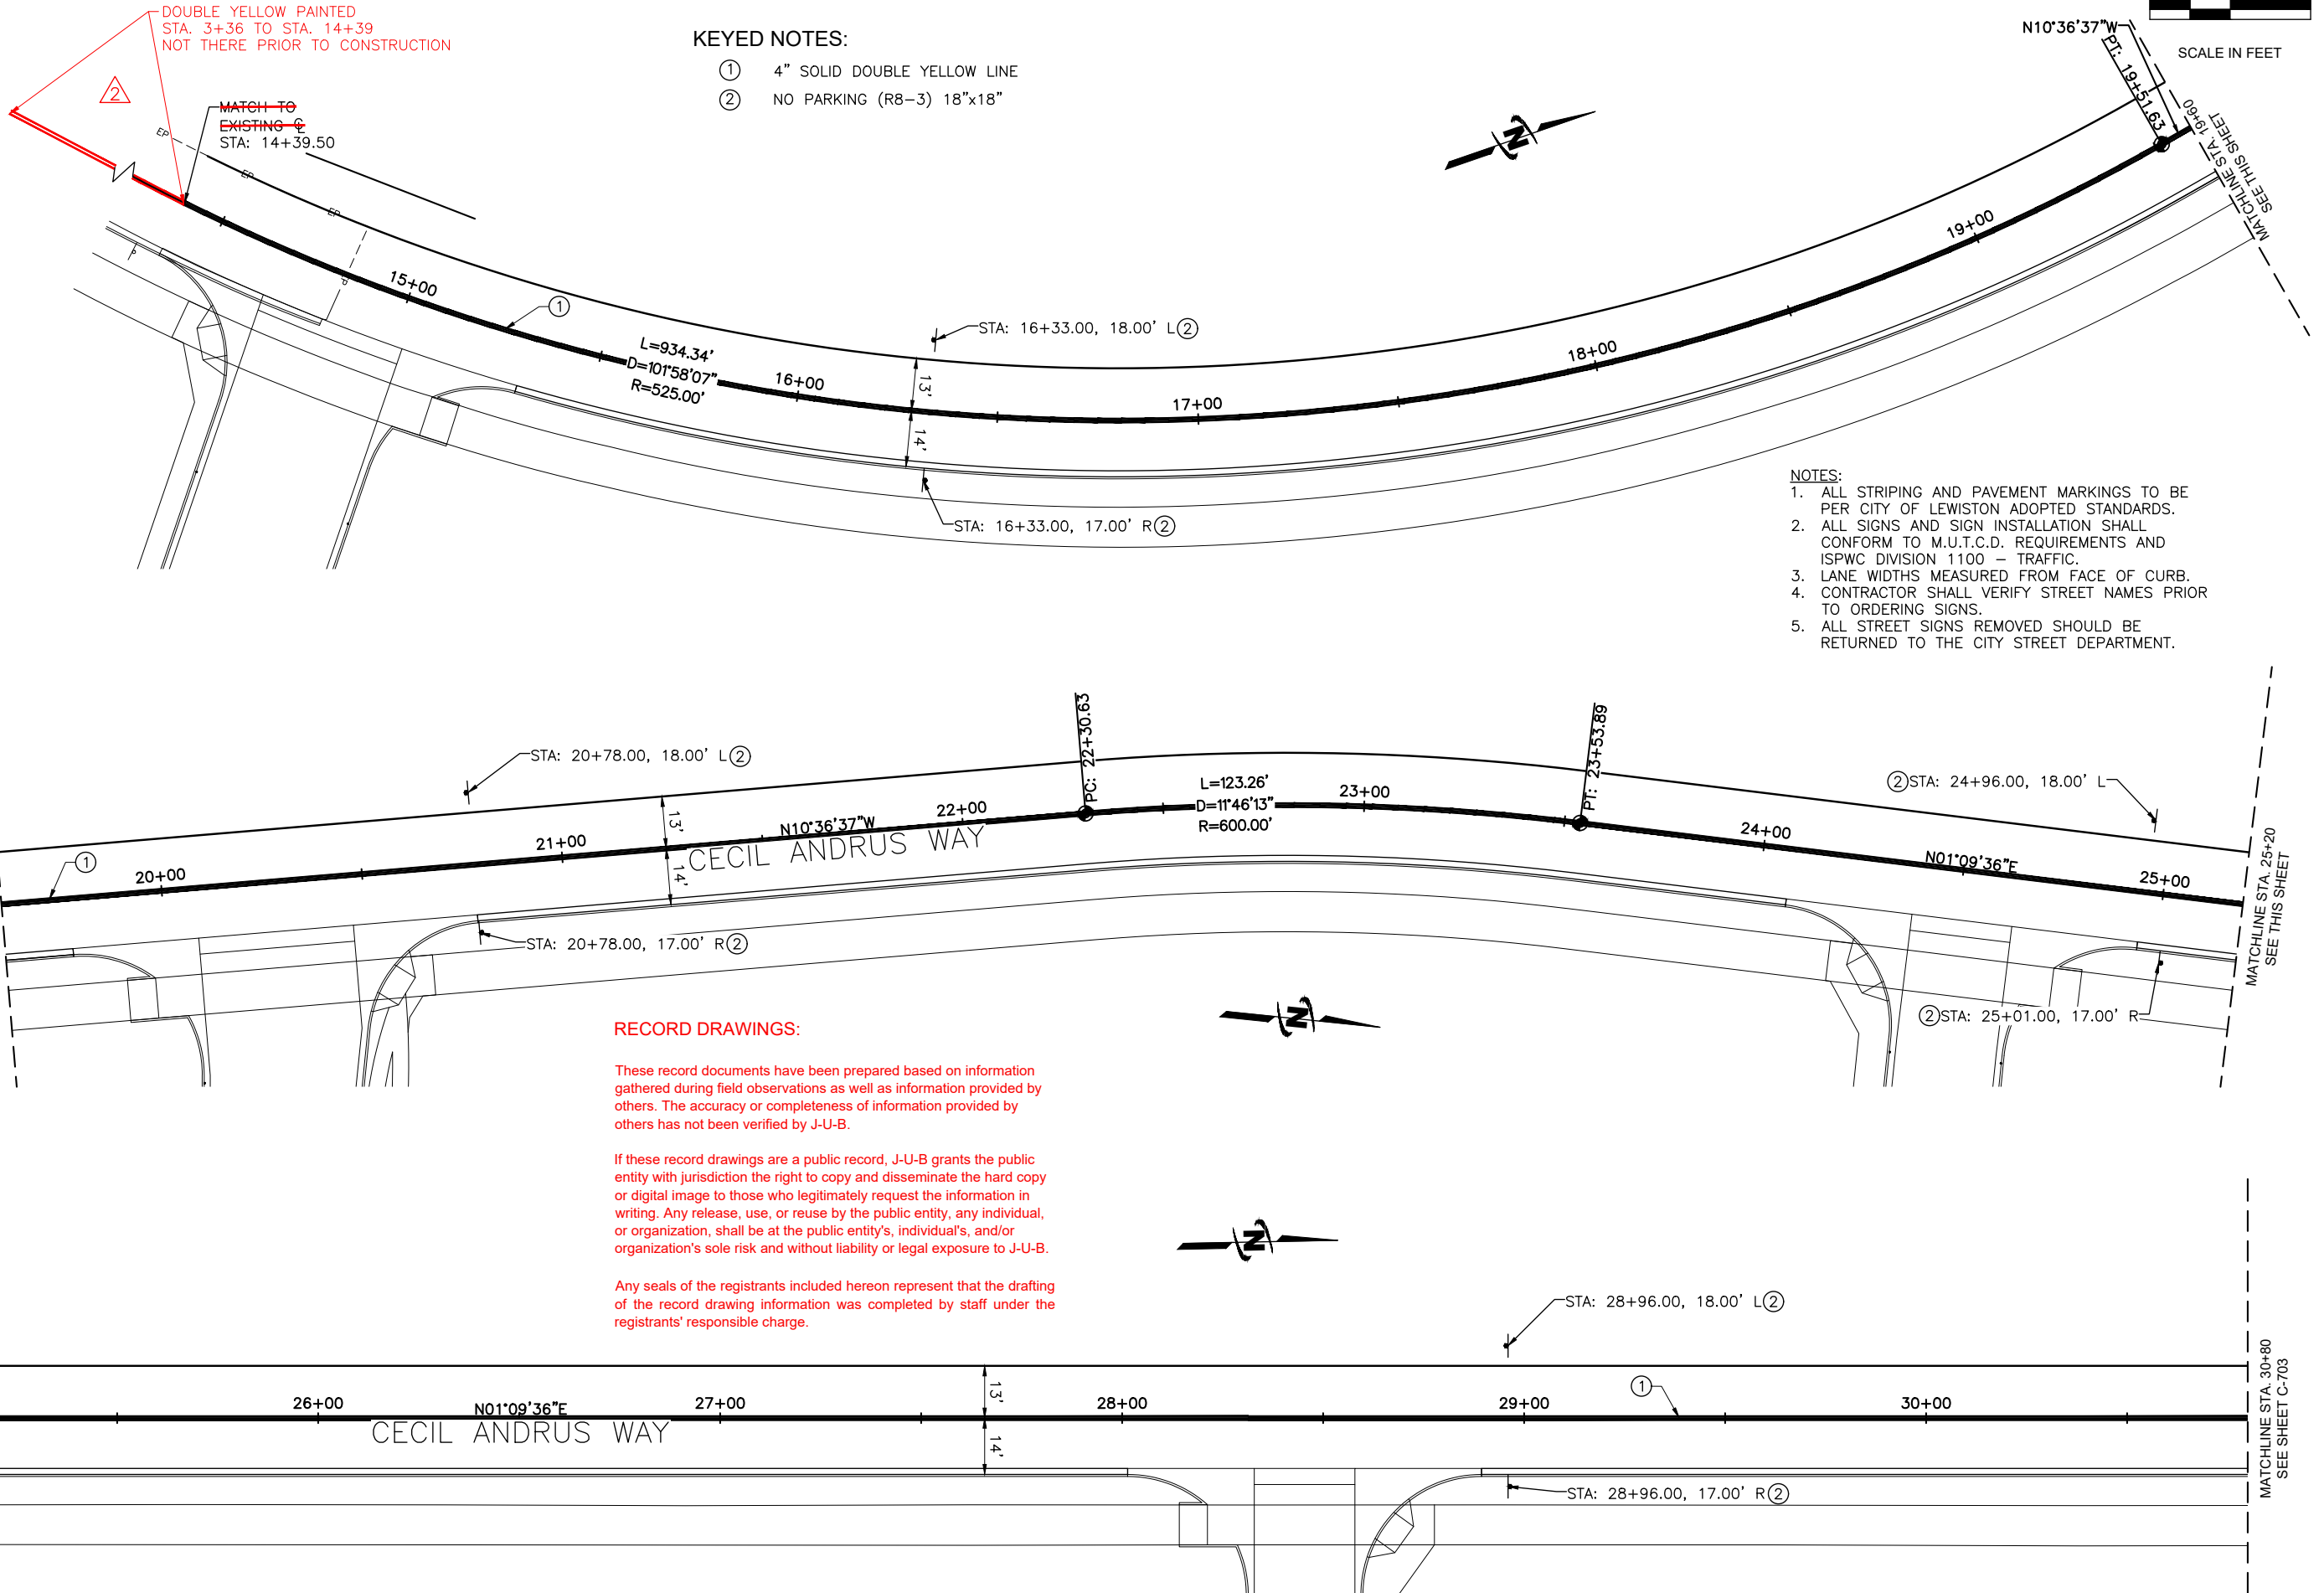 DOUBLE YELLOW PAINTED
STA. 3+36 TO STA. 14+39
NOT THERE PRIOR TO CONSTRUCTION
2
MATCH TO
EXISTING ℄
STA: 14+39.50
EP
EP
EP
P
P
KEYED NOTES:
1 4” SOLID DOUBLE YELLOW LINE
2 NO PARKING (R8-3) 18”x18”
N
N10°36'37”W
PT: 19+51.63
SCALE IN FEET
MATCHLINE STA. 19+60
SEE THIS SHEET
15+00
1
L=934.34'
D=101°58'07”
R=525.00'
16+00
13'
14'
STA: 16+33.00, 18.00' L 2
STA: 16+33.00, 17.00' R 2
17+00
18+00
19+00
NOTES:
1. ALL STRIPING AND PAVEMENT MARKINGS TO BE
PER CITY OF LEWISTON ADOPTED STANDARDS.
2. ALL SIGNS AND SIGN INSTALLATION SHALL
CONFORM TO M.U.T.C.D. REQUIREMENTS AND
ISPWC DIVISION 1100 – TRAFFIC.
3. LANE WIDTHS MEASURED FROM FACE OF CURB.
4. CONTRACTOR SHALL VERIFY STREET NAMES PRIOR
TO ORDERING SIGNS.
5. ALL STREET SIGNS REMOVED SHOULD BE
RETURNED TO THE CITY STREET DEPARTMENT.
1
20+00
STA: 20+78.00, 18.00' L 2
STA: 20+78.00, 17.00' R 2
21+00
13'
14'
N10°36'37”W
CECIL ANDRUS WAY
22+00
PC: 22+30.63
L=123.26'
D=11°46'13”
R=600.00'
23+00
PT: 23+53.89
24+00
2 STA: 24+96.00, 18.00' L
N01°09'36”E
25+00
2 STA: 25+01.00, 17.00' R
MATCHLINE STA. 25+20
SEE THIS SHEET
N
RECORD DRAWINGS:
These record documents have been prepared based on information
gathered during field observations as well as information provided by
others. The accuracy or completeness of information provided by
others has not been verified by J-U-B.
If these record drawings are a public record, J-U-B grants the public
entity with jurisdiction the right to copy and disseminate the hard copy
or digital image to those who legitimately request the information in
writing. Any release, use, or reuse by the public entity, any individual,
or organization, shall be at the public entity's, individual's, and/or
organization's sole risk and without liability or legal exposure to J-U-B.
Any seals of the registrants included hereon represent that the drafting
of the record drawing information was completed by staff under the
registrants' responsible charge.
N
26+00
N01°09'36”E
CECIL ANDRUS WAY
27+00
13'
14'
28+00
STA: 28+96.00, 18.00' L 2
29+00
1
STA: 28+96.00, 17.00' R 2
30+00
MATCHLINE STA. 30+80
SEE SHEET C-703